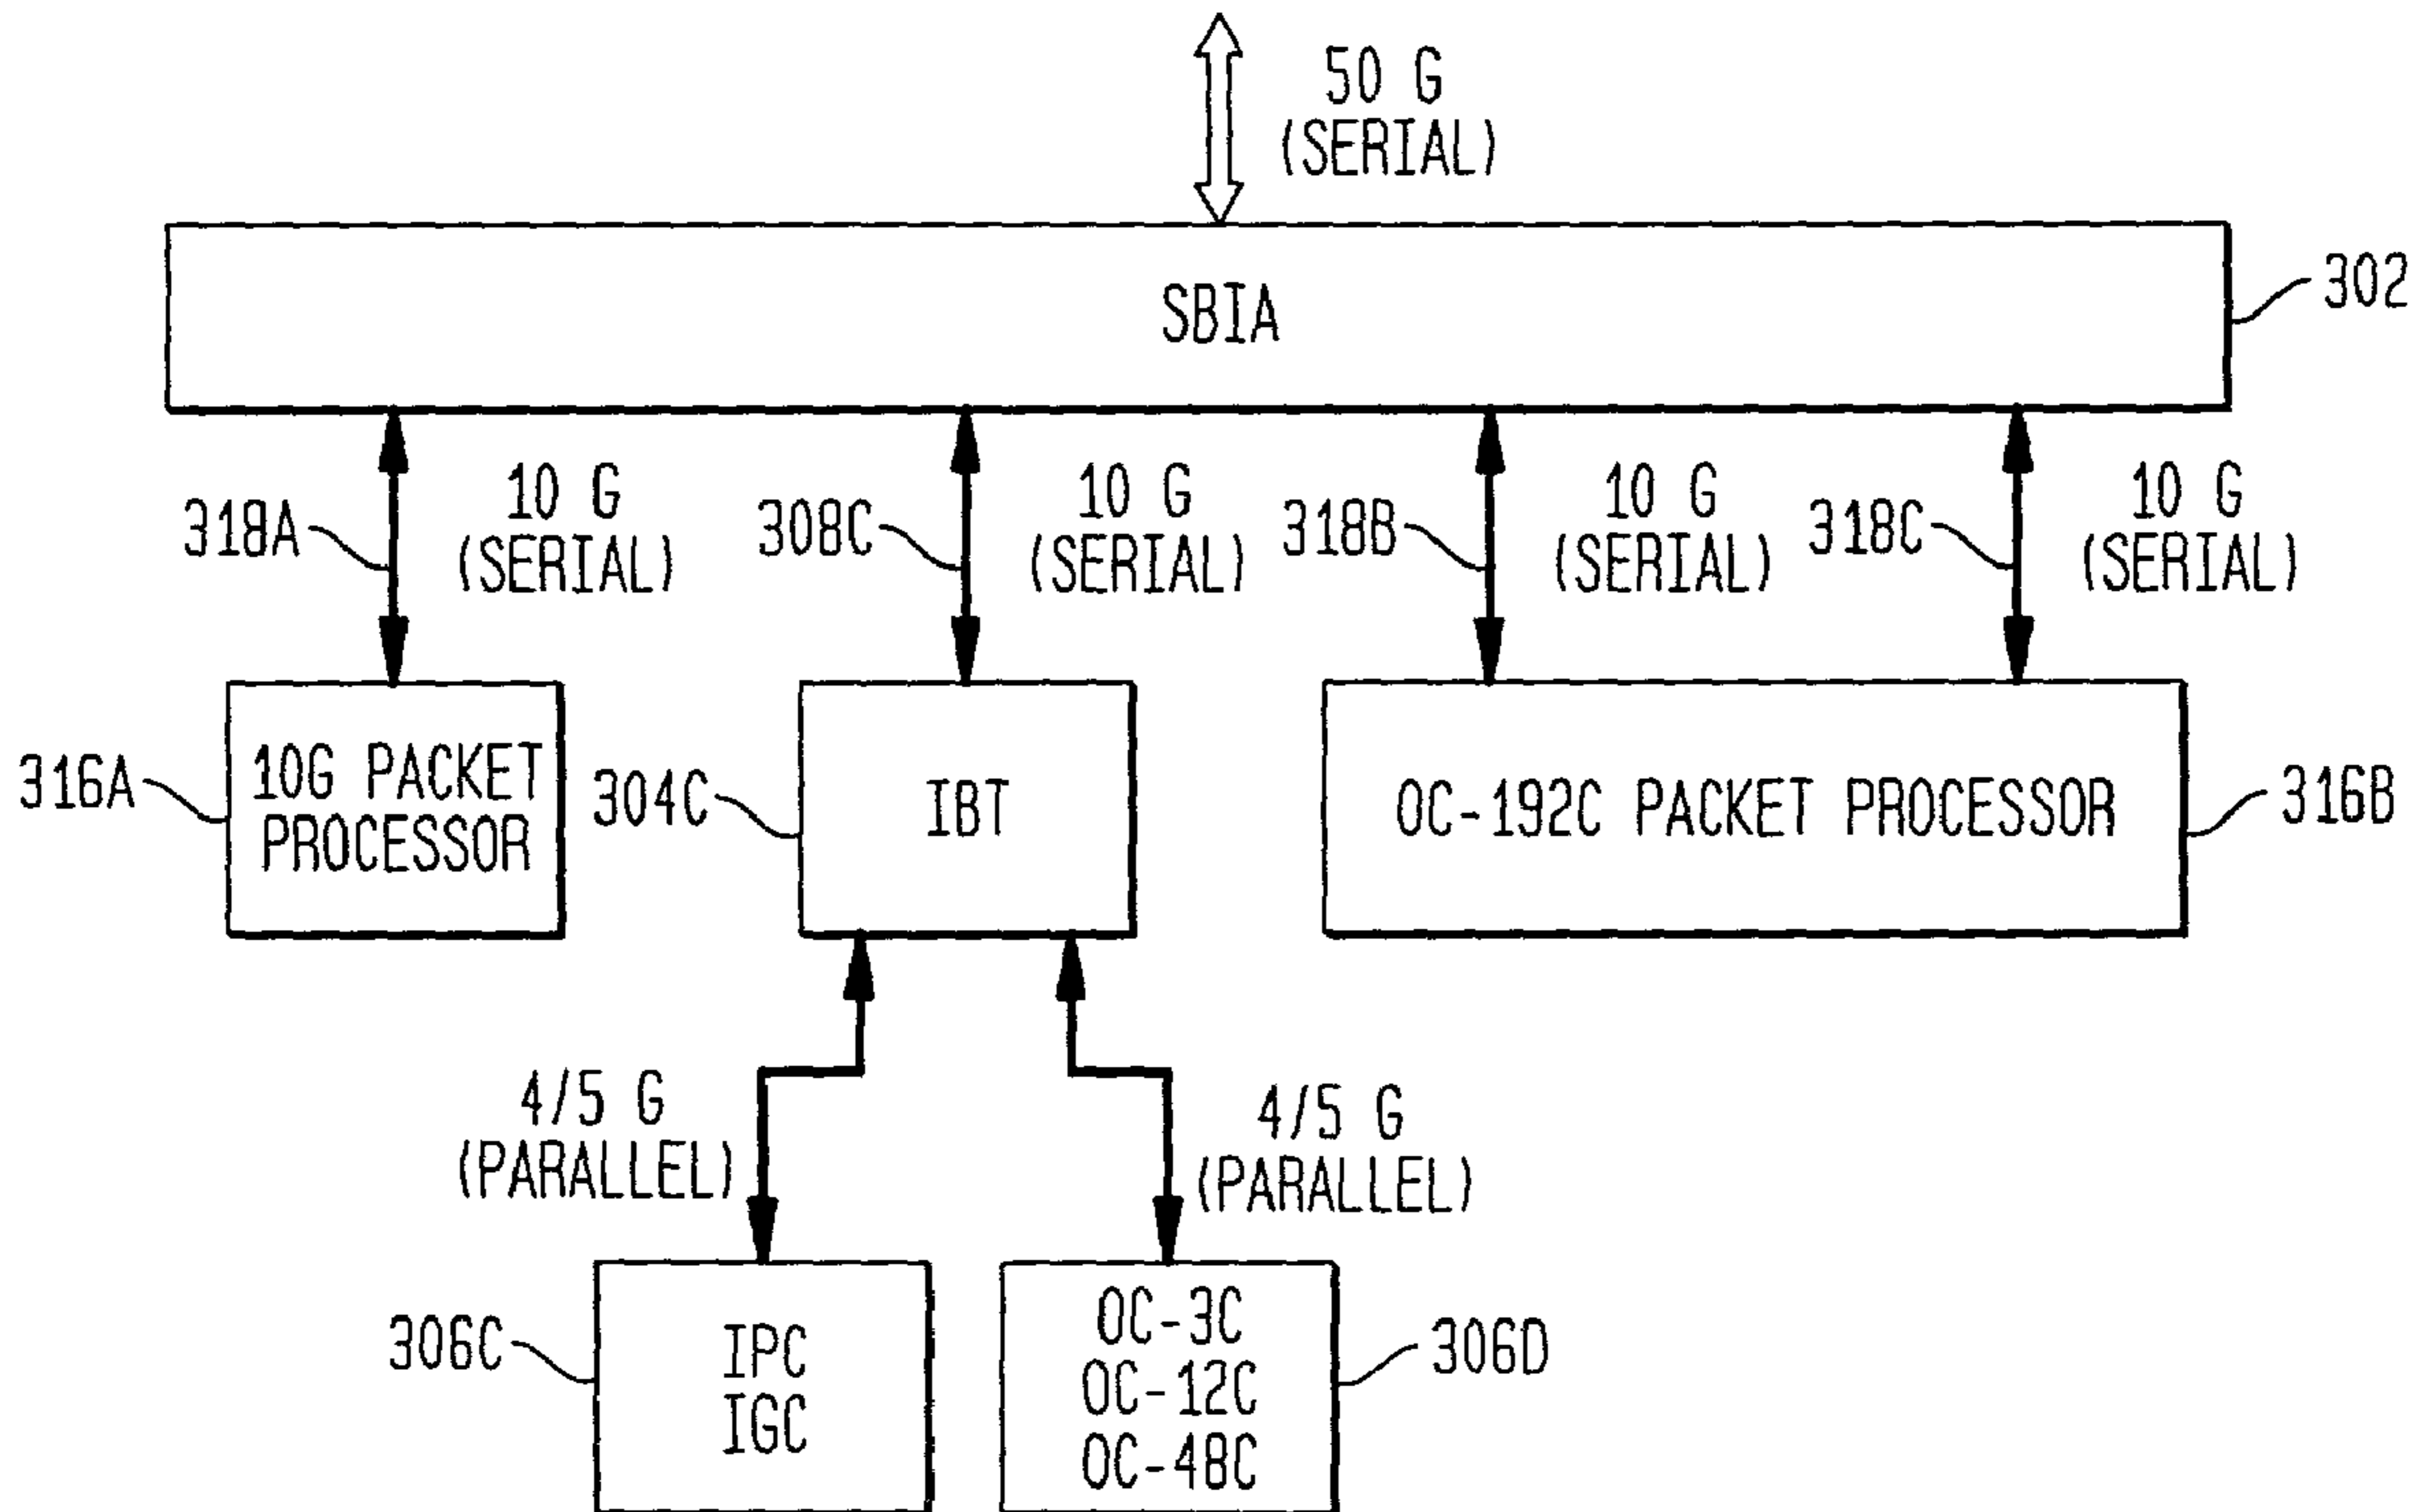 50 G
(SERIAL)
SBIA
302
318A
10 G
(SERIAL)
308C
10 G
(SERIAL)
318B
10 G
(SERIAL)
318C
10 G
(SERIAL)
316A
10G PACKET
PROCESSOR
304C
IBT
OC-192C PACKET PROCESSOR
316B
4/5 G
(PARALLEL)
4/5 G
(PARALLEL)
306C
IPC
IGC
OC-3C
OC-12C
OC-48C
306D